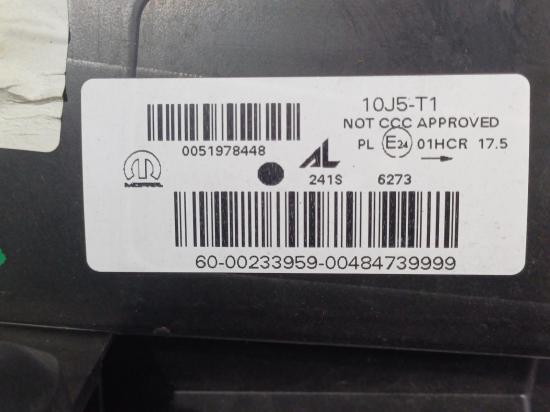 10J5-T1
NOT CCC APPROVED
PL E24 01HCR 17.5
0051978448
AL
MOPAR
241S 6273
60-00233959-00484739999